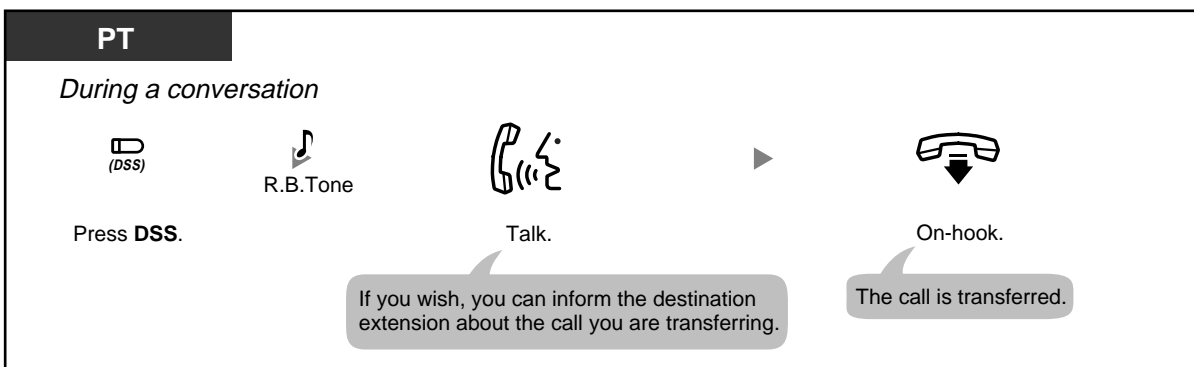 PT
During a conversation
(DSS)
R.B.Tone
Press DSS.
Talk.
On-hook.
If you wish, you can inform the destination
extension about the call you are transferring.
The call is transferred.